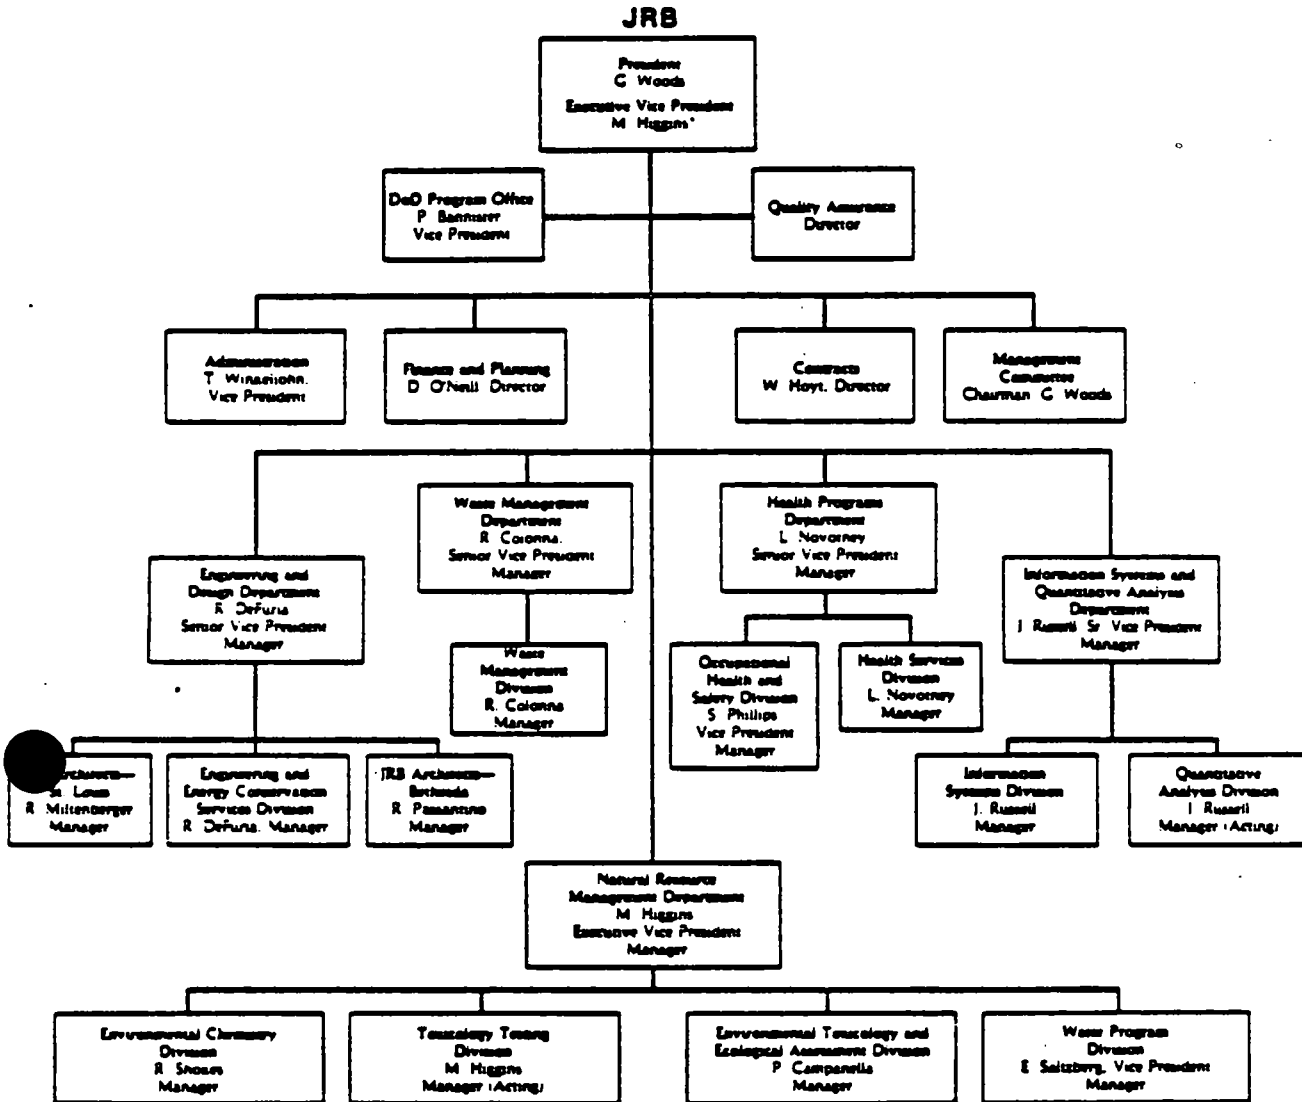 JRB
President
G Woods
Executive Vice President
M Higgins*
DoD Program Office
P Bannister
Vice President
Quality Assurance
Director
Administration
T
Vice President
Finance and Planning
D O'Neill Director
Contracts
W Hoyt, Director
Management
Committee
Chairman G Woods
Waste Management
Department
R Colonna,
Senior Vice President
Manager
Health Programs
Department
L Novotney
Senior Vice President
Manager
Engineering and
Design Department
R DeFuria
Senior Vice President
Manager
Information Systems and
Quantitative Analysis
Department
J Russell Sr Vice President
Manager
Waste
Management
Division
R. Colonna
Manager
Occupational
Health and
Safety Division
S Phillips
Vice President
Manager
Health Services
Division
L. Novotney
Manager
St. Louis
R Miltenberger
Manager
Engineering and
Energy Conservation
Services Division
R DeFuria, Manager
JRB Architects—
Bethesda
R Passantino
Manager
Information
Systems Division
J. Russell
Manager
Quantitative
Analysis Division
J. Russell
Manager (Acting)
Natural Resource
Management Department
M Higgins
Executive Vice President
Manager
Environmental Chemistry
Division
R
Manager
Toxicology Testing
Division
M Higgins
Manager (Acting)
Environmental Toxicology and
Ecological Assessment Division
P Campanella
Manager
Waste Program
Division
E Saltzberg, Vice President
Manager